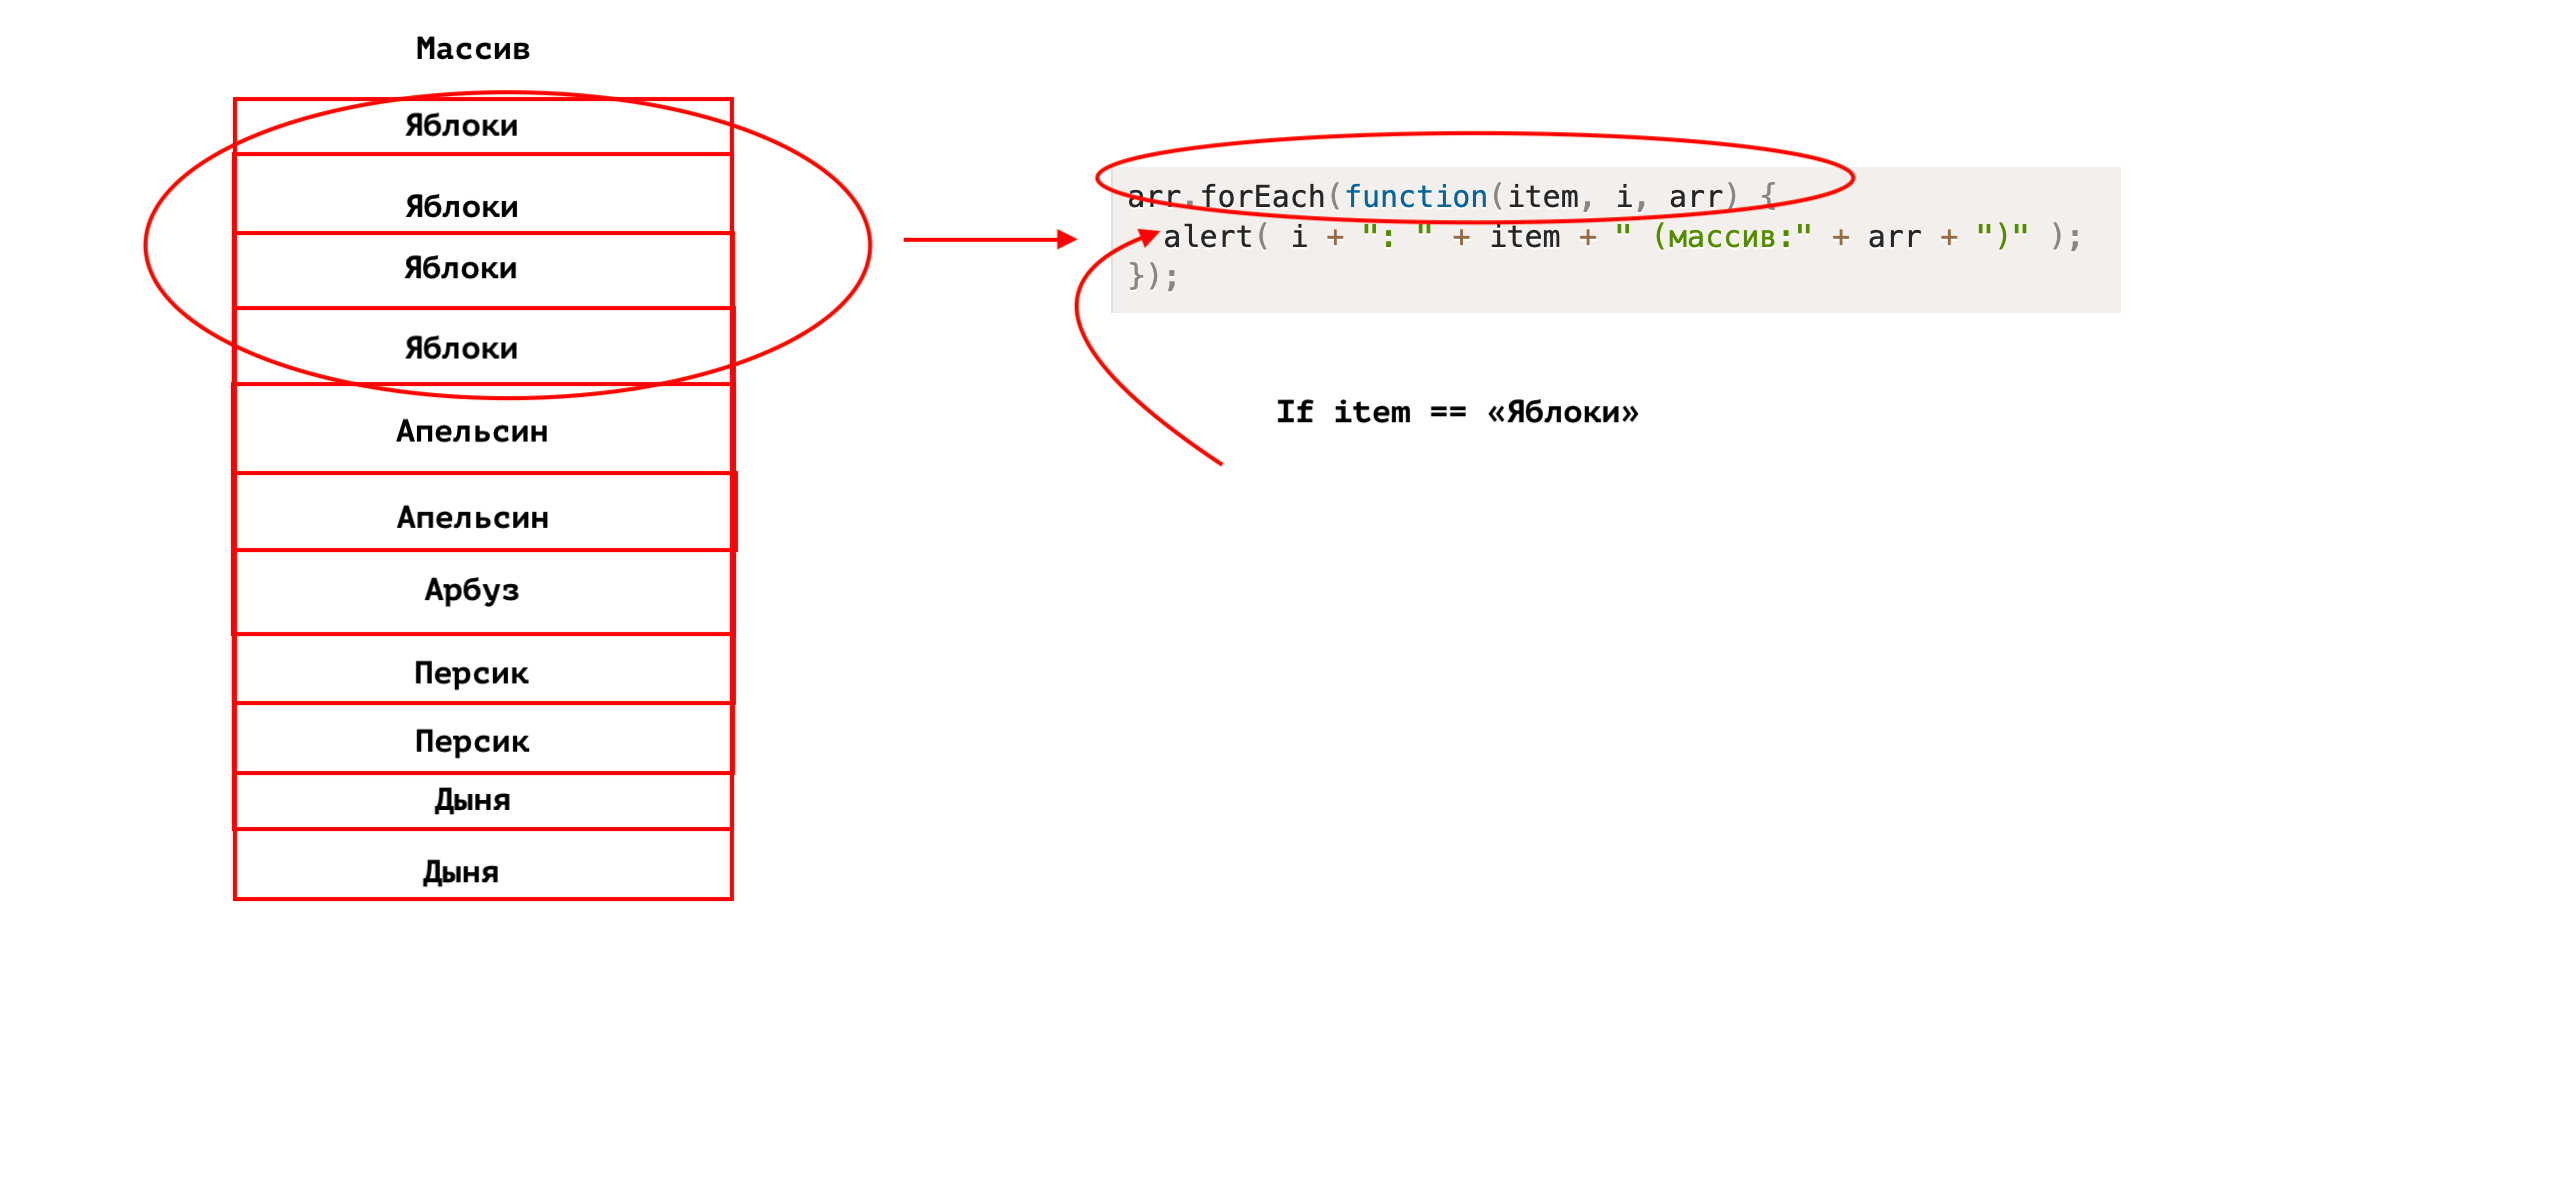 Массив
Яблоки
Яблоки
Яблоки
Яблоки
Апельсин
Апельсин
Арбуз
Персик
Персик
Дыня
Дыня
arr.forEach(function(item, i, arr) {
alert( i + ": " + item + " (массив:" + arr + ")" );
});
If item == «Яблоки»